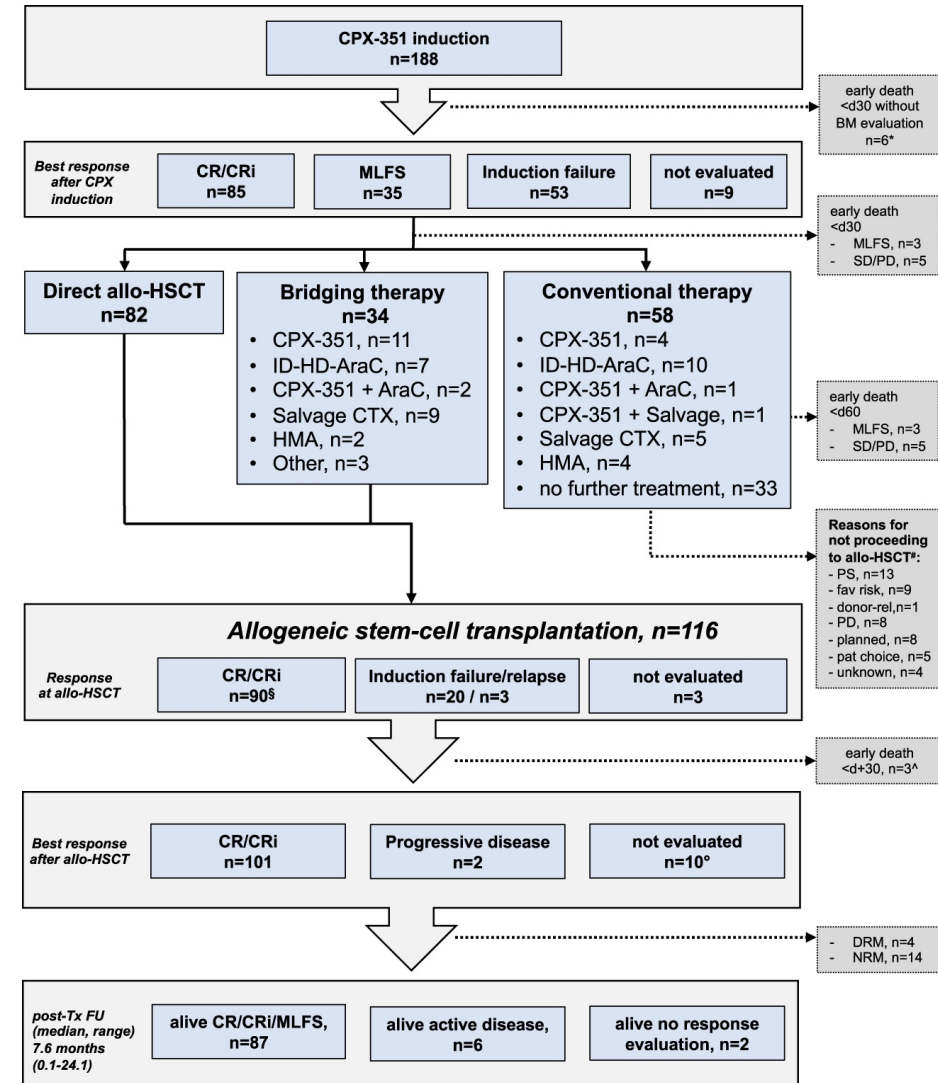 CPX-351 induction
n=188
early death
<d30 without
BM evaluation
n=6*
Best response
after CPX
induction
CR/CRi
n=85
MLFS
n=35
Induction failure
n=53
not evaluated
n=9
early death
<d30
- MLFS, n=3
- SD/PD, n=5
Direct allo-HSCT
n=82
Bridging therapy
n=34
• CPX-351, n=11
• ID-HD-AraC, n=7
• CPX-351 + AraC, n=2
• Salvage CTX, n=9
• HMA, n=2
• Other, n=3
Conventional therapy
n=58
• CPX-351, n=4
• ID-HD-AraC, n=10
• CPX-351 + AraC, n=1
• CPX-351 + Salvage, n=1
• Salvage CTX, n=5
• HMA, n=4
• no further treatment, n=33
early death
<d60
- MLFS, n=3
- SD/PD, n=5
Reasons for
not proceeding
to allo-HSCT#:
- PS, n=13
- fav risk, n=9
- donor-rel,n=1
- PD, n=8
- planned, n=8
- pat choice, n=5
- unknown, n=4
Allogeneic stem-cell transplantation, n=116
Response
at allo-HSCT
CR/CRi
n=90§
Induction failure/relapse
n=20 / n=3
not evaluated
n=3
early death
<d+30, n=3^
Best response
after allo-HSCT
CR/CRi
n=101
Progressive disease
n=2
not evaluated
n=10°
- DRM, n=4
- NRM, n=14
post-Tx FU
(median, range)
7.6 months
(0.1-24.1)
alive CR/CRi/MLFS,
n=87
alive active disease,
n=6
alive no response
evaluation, n=2